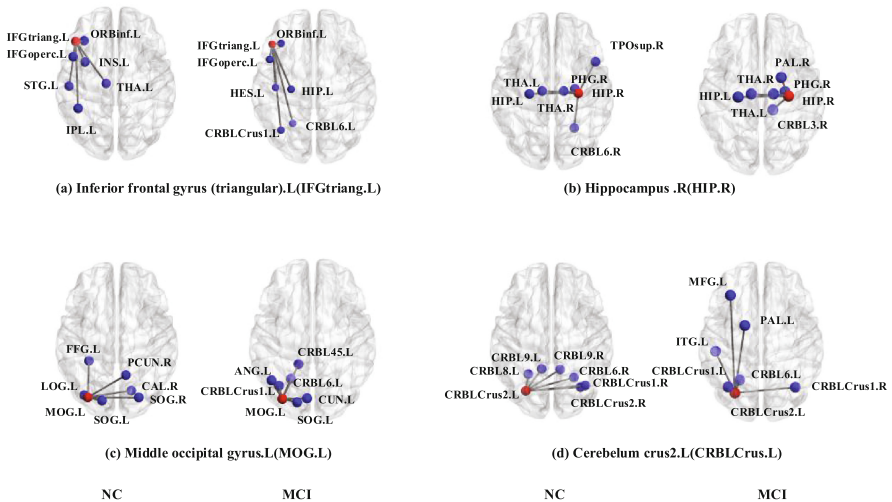 IFGtriang.L ORBinf.L
IFGoperc.L
INS.L
STG.L THA.L
IPL.L
IFGtriang.L ORBinf.L
IFGoperc.L
HES.L HIP.L
CRBLCrus1.L CRBL6.L
(a) Inferior frontal gyrus (triangular).L(IFGtriang.L)
TPOsup.R
THA.L PHG.R
HIP.L HIP.R
THA.R
CRBL6.R
PAL.R
THA.R PHG.R
HIP.L HIP.R
THA.L
CRBL3.R
(b) Hippocampus .R(HIP.R)
FFG.L
PCUN.R
LOG.L CAL.R
MOG.L SOG.R
SOG.L
CRBL45.L
ANG.L
CRBL6.L
CRBLCrus1.L
MOG.L CUN.L
SOG.L
(c) Middle occipital gyrus.L(MOG.L)
CRBL9.L CRBL9.R
CRBL8.L CRBL6.R
CRBLCrus1.R
CRBLCrus2.L
CRBLCrus2.R
MFG.L
PAL.L
ITG.L
CRBLCrus1.L CRBL6.L
CRBLCrus1.R
CRBLCrus2.L
(d) Cerebelum crus2.L(CRBLCrus.L)
NC MCI NC MCI